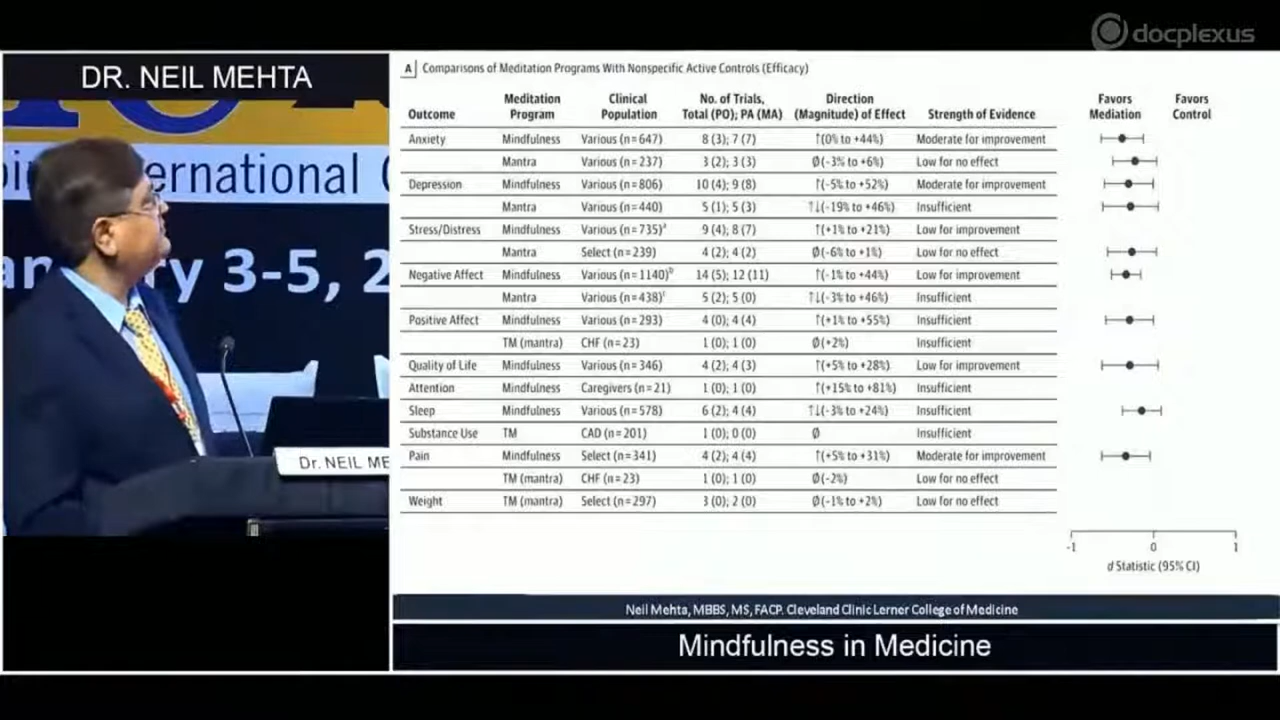 docplexus
DR. NEIL MEHTA
ernational
3-5, 2
Dr. NEIL ME
A Comparisons of Meditation Programs With Nonspecific Active Controls (Efficacy)
Outcome Meditation Program Clinical Population No. of Trials, Total (PO); PA (MA) Direction (Magnitude) of Effect Strength of Evidence Favors Mediation Favors Control
Anxiety Mindfulness Various (n=647) 8 (3); 7 (7) ↑(0% to +44%) Moderate for improvement
Mantra Various (n=237) 3 (2); 3 (3) Ø(-3% to +6%) Low for no effect
Depression Mindfulness Various (n=806) 10 (4); 9 (8) ↑(-5% to +52%) Moderate for improvement
Mantra Various (n=440) 5 (1); 5 (3) ↑↓(-19% to +46%) Insufficient
Stress/Distress Mindfulness Various (n=735)a 9 (4); 8 (7) ↑(+1% to +21%) Low for improvement
Mantra Select (n=239) 4 (2); 4 (2) Ø(-6% to +1%) Low for no effect
Negative Affect Mindfulness Various (n=1140)b 14 (5); 12 (11) ↑(-1% to +44%) Low for improvement
Mantra Various (n=438)c 5 (2); 5 (0) ↑↓(-3% to +46%) Insufficient
Positive Affect Mindfulness Various (n=293) 4 (0); 4 (4) ↑(+1% to +55%) Insufficient
TM (mantra) CHF (n=23) 1 (0); 1 (0) Ø(+2%) Insufficient
Quality of Life Mindfulness Various (n=346) 4 (2); 4 (3) ↑(+5% to +28%) Low for improvement
Attention Mindfulness Caregivers (n=21) 1 (0); 1 (0) ↑(+15% to +81%) Insufficient
Sleep Mindfulness Various (n=578) 6 (2); 4 (4) ↑↓(-3% to +24%) Insufficient
Substance Use TM CAD (n=201) 1 (0); 0 (0) Ø Insufficient
Pain Mindfulness Select (n=341) 4 (2); 4 (4) ↑(+5% to +31%) Moderate for improvement
TM (mantra) CHF (n=23) 1 (0); 1 (0) Ø(-2%) Low for no effect
Weight TM (mantra) Select (n=297) 3 (0); 2 (0) Ø(-1% to +2%) Low for no effect
-1 0 1
d Statistic (95% CI)
Neil Mehta, MBBS, MS, FACP. Cleveland Clinic Lerner College of Medicine
Mindfulness in Medicine